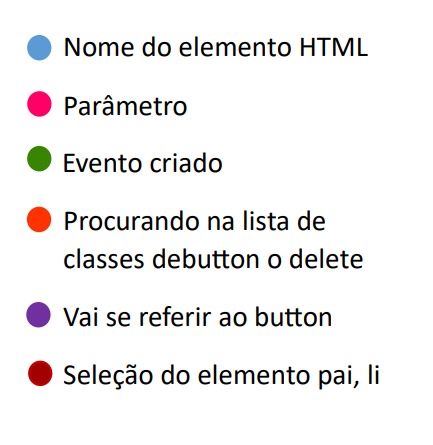 Nome do elemento HTML
Parâmetro
Evento criado
Procurando na lista de
classes debutton o delete
Vai se referir ao button
Seleção do elemento pai, li